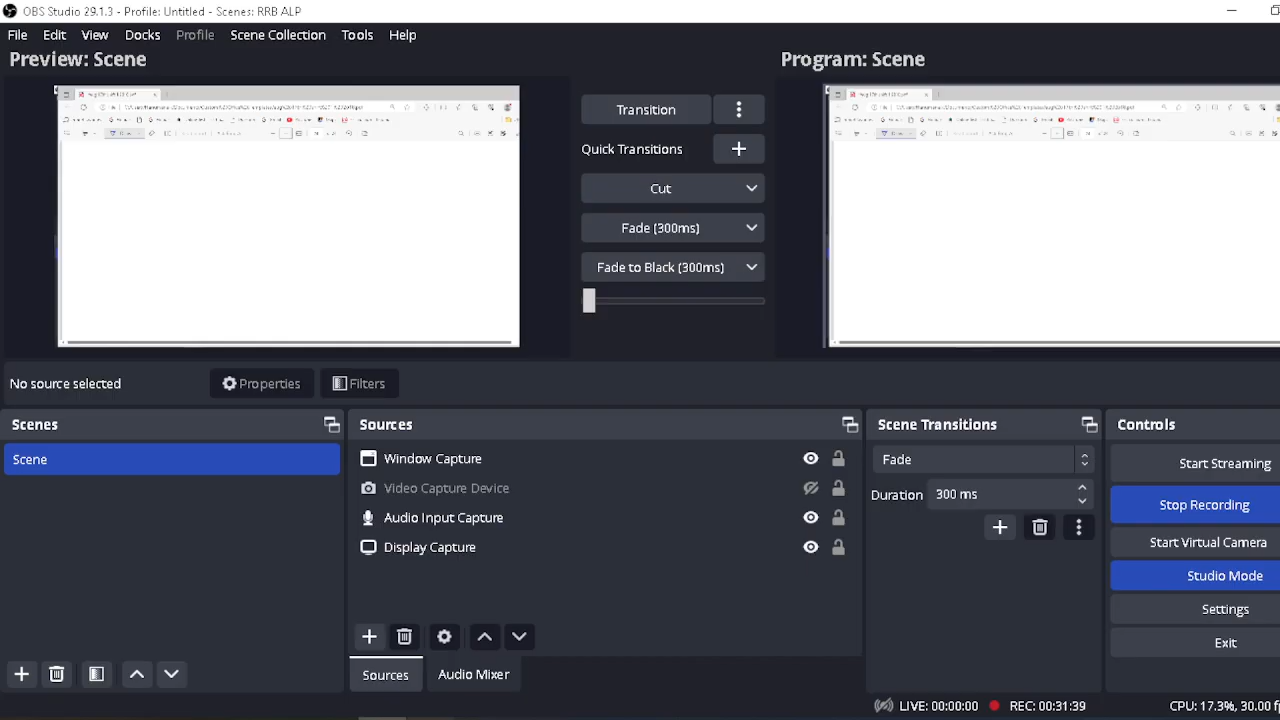 OBS Studio 29.1.3 - Profile: Untitled - Scenes: RRB ALP
File Edit View Docks Profile Scene Collection Tools Help
Preview: Scene
Program: Scene
Transition
Quick Transitions
Cut
Fade (300ms)
Fade to Black (300ms)
No source selected
Properties
Filters
Scenes
Scene
Sources
Window Capture
Video Capture Device
Audio Input Capture
Display Capture
Sources
Audio Mixer
Scene Transitions
Fade
Duration 300 ms
Controls
Start Streaming
Stop Recording
Start Virtual Camera
Studio Mode
Settings
Exit
LIVE: 00:00:00 REC: 00:31:39 CPU: 17.3%, 30.00